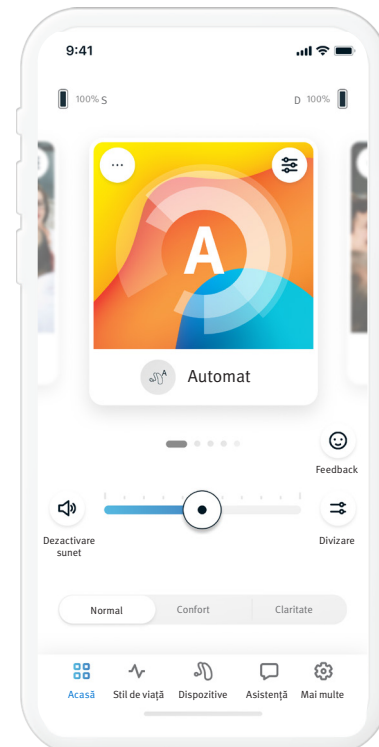 9:41
100% S
D 100%
A
A
Automat
Feedback
Dezactivare
sunet
Divizare
Normal
Confort
Claritate
Acasă
Stil de viață
Dispozitive
Asistență
Mai multe